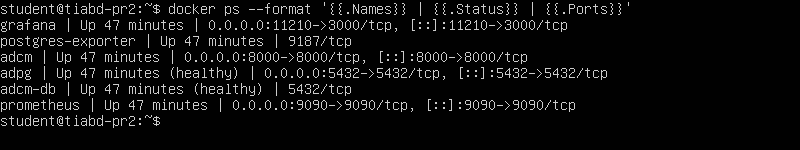 student@tiabd-pr2:~$ docker ps --format '{{.Names}} | {{.Status}} | {{.Ports}}'
grafana | Up 47 minutes | 0.0.0.0:11210->3000/tcp, [::]:11210->3000/tcp
postgres-exporter | Up 47 minutes | 9187/tcp
adcm | Up 47 minutes | 0.0.0.0:8000->8000/tcp, [::]:8000->8000/tcp
adpg | Up 47 minutes (healthy) | 0.0.0.0:5432->5432/tcp, [::]:5432->5432/tcp
adcm-db | Up 47 minutes (healthy) | 5432/tcp
prometheus | Up 47 minutes | 0.0.0.0:9090->9090/tcp, [::]:9090->9090/tcp
student@tiabd-pr2:~$